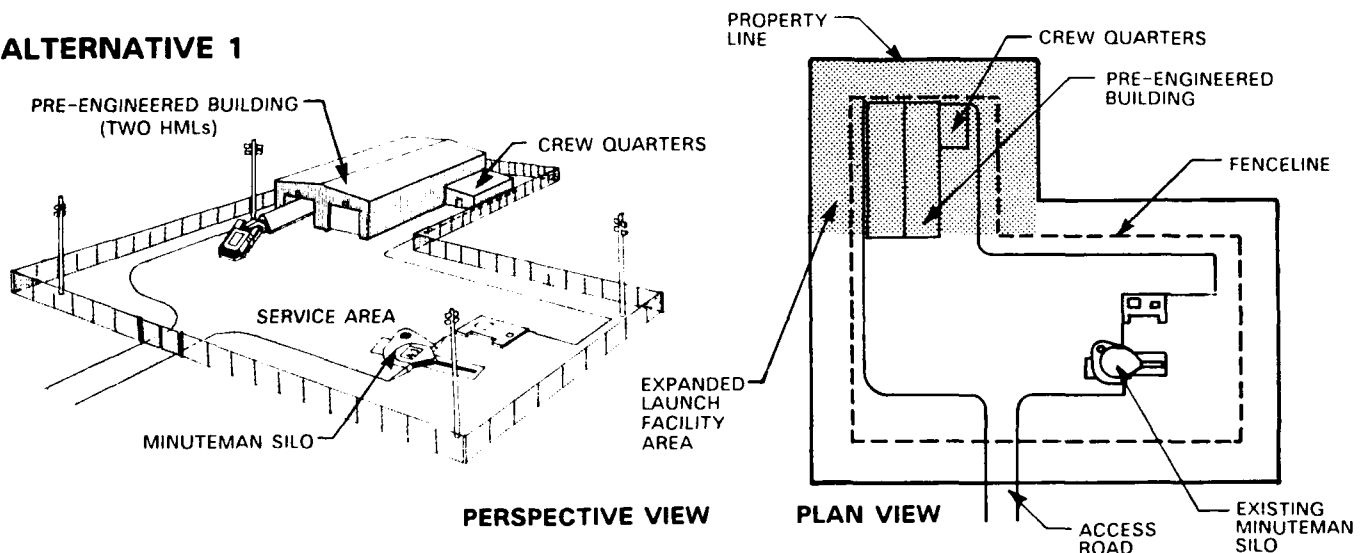 ALTERNATIVE 1
PRE-ENGINEERED BUILDING
(TWO HMLs)
CREW QUARTERS
SERVICE AREA
MINUTEMAN SILO
PERSPECTIVE VIEW
PROPERTY
LINE
CREW QUARTERS
PRE-ENGINEERED
BUILDING
FENCELINE
EXPANDED
LAUNCH
FACILITY
AREA
PLAN VIEW
ACCESS
ROAD
EXISTING
MINUTEMAN
SILO